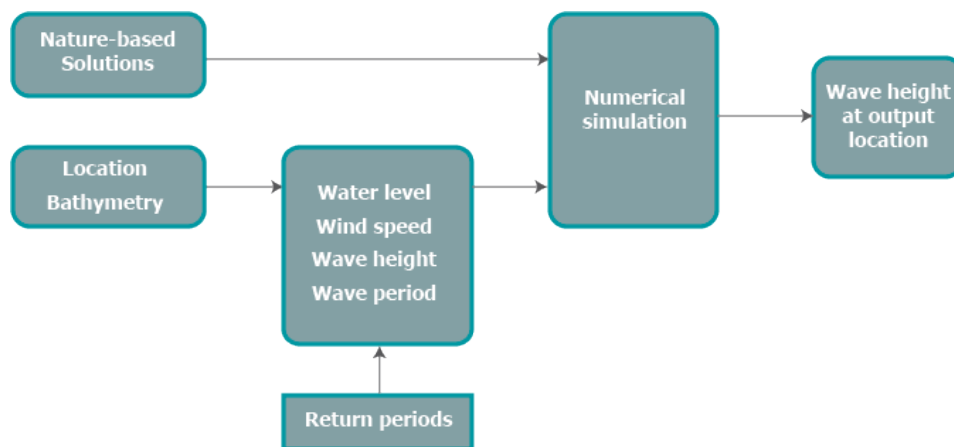 Nature-based
Solutions
Numerical
simulation
Wave height
at output
location
Location
Bathymetry
Water level
Wind speed
Wave height
Wave period
Return periods